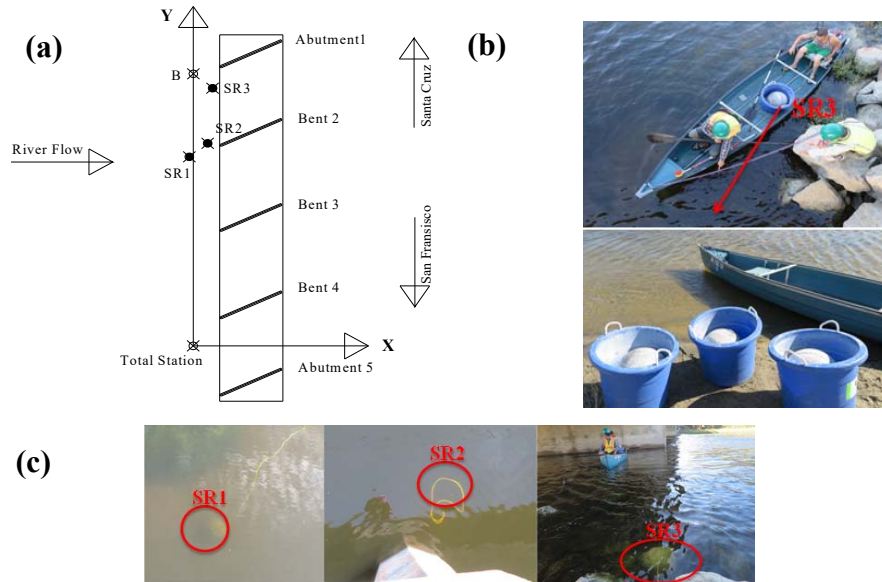 (a)
Y
Abutment1
B
SR3
Santa Cruz
SR2
Bent 2
River Flow
SR1
Bent 3
San Fransisco
Bent 4
X
Total Station
Abutment 5
(b)
SR3
(c)
SR1
SR2
SR3